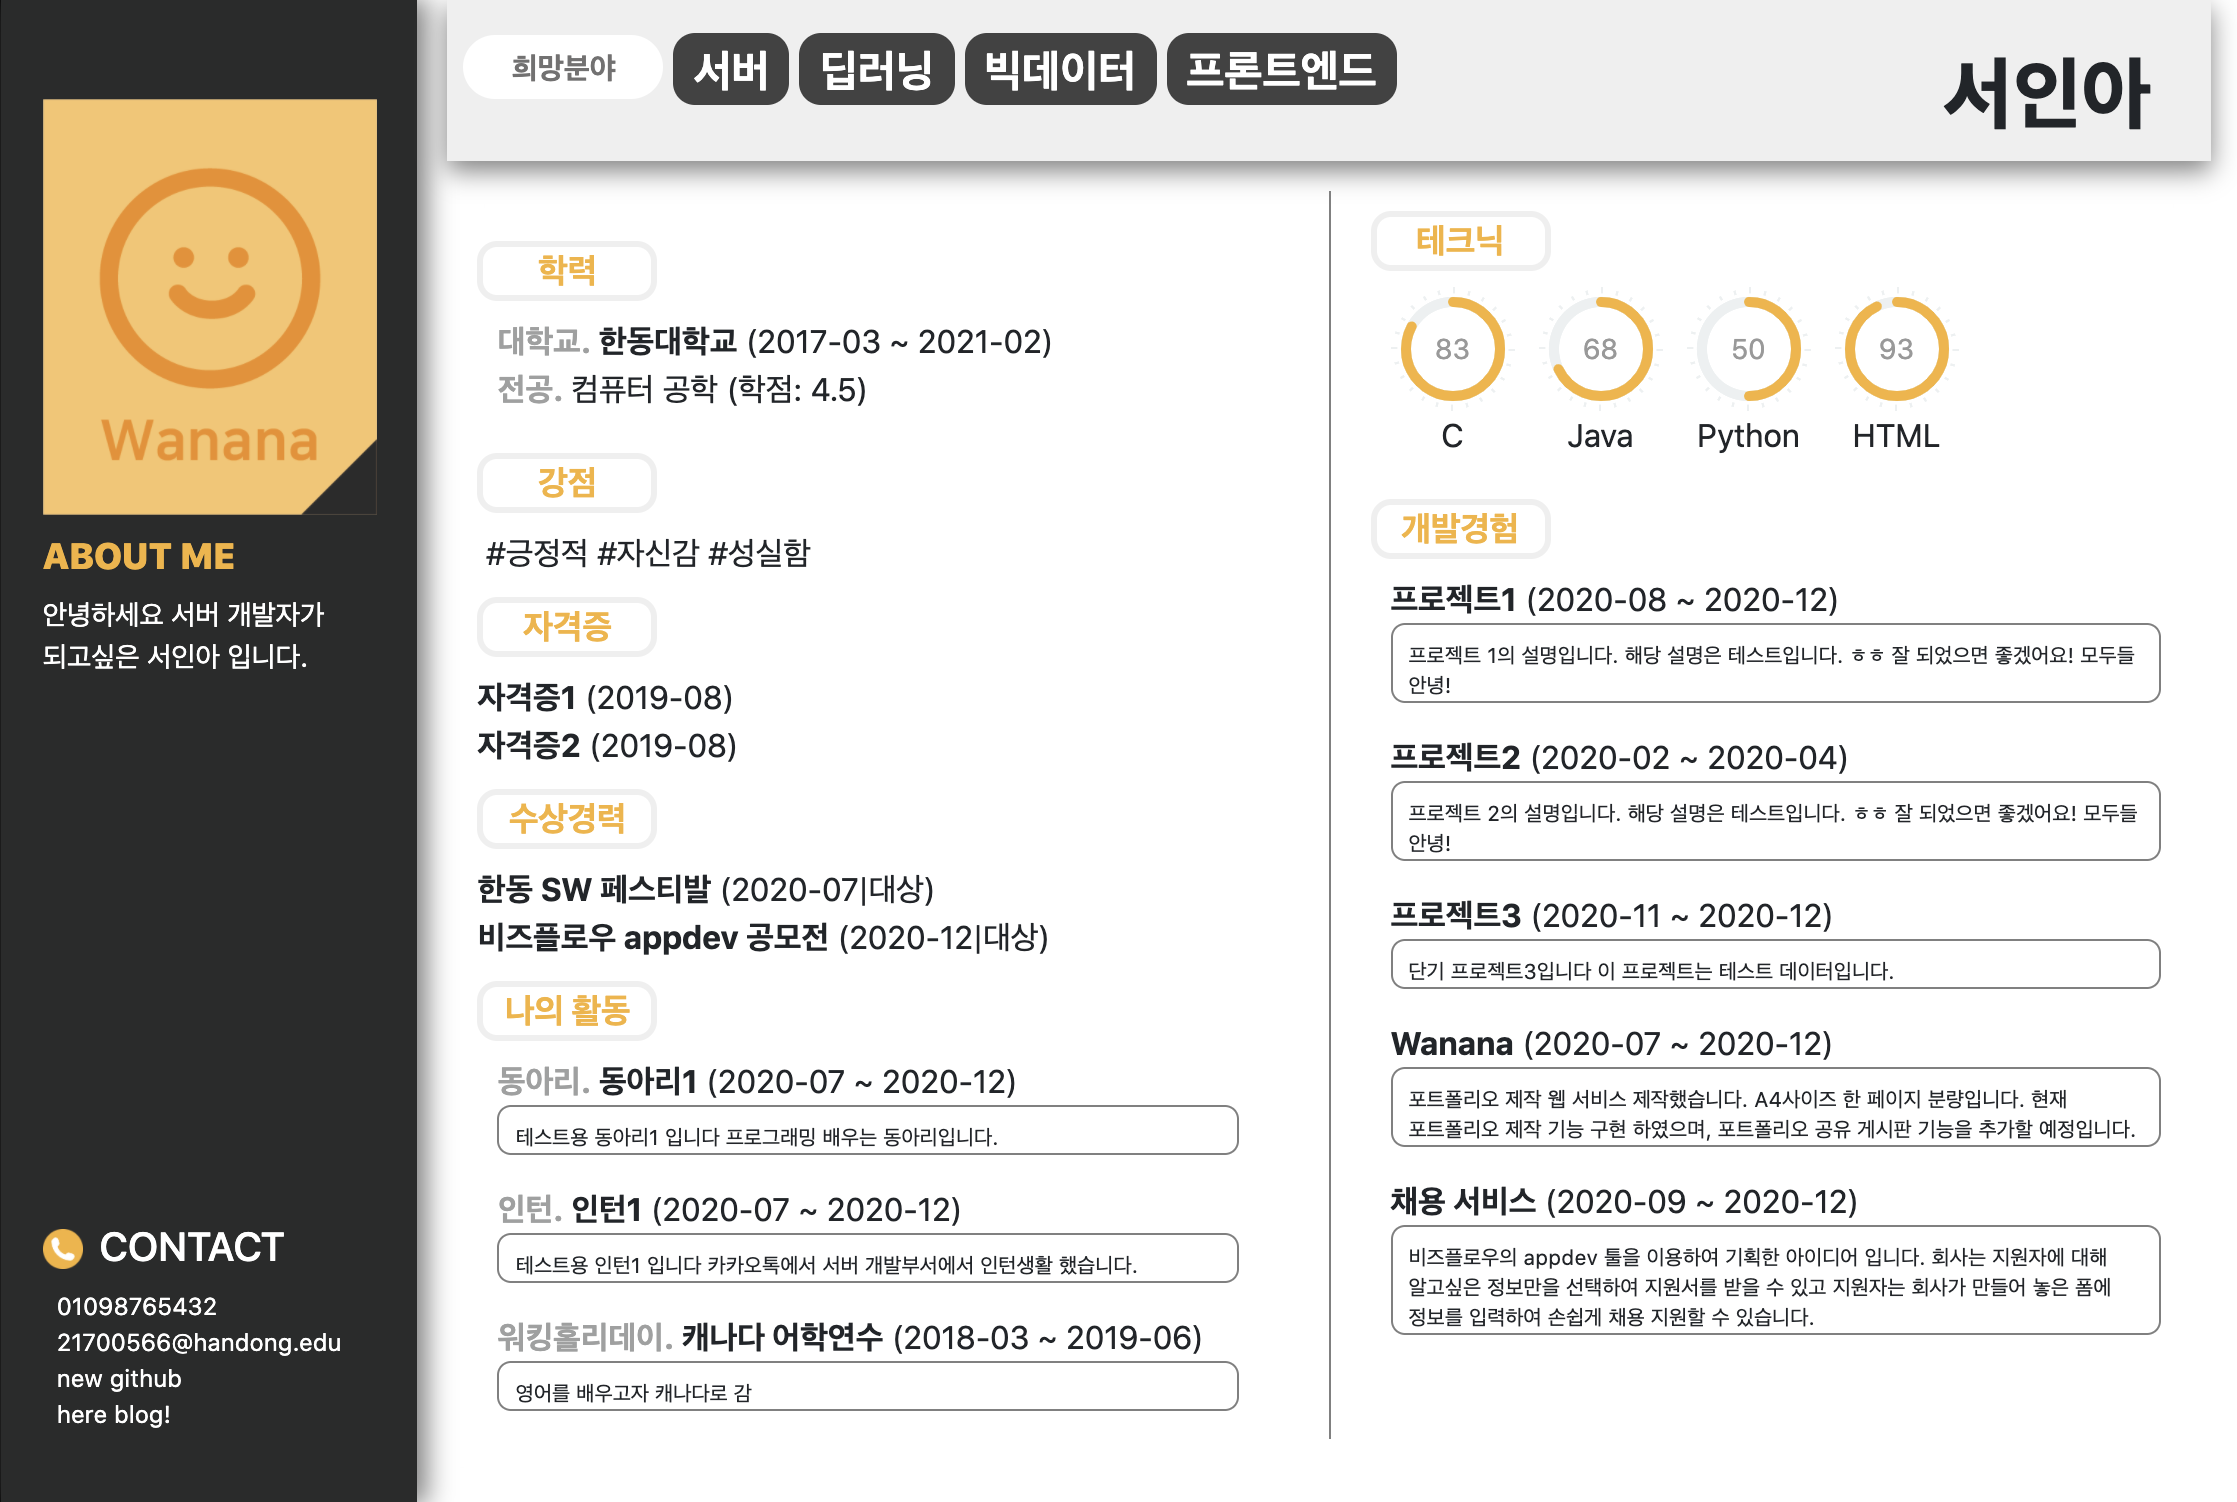 Wanana
ABOUT ME
안녕하세요 서버 개발자가
되고싶은 서인아 입니다.
CONTACT
01098765432
21700566@handong.edu
new github
here blog!
희망분야 서버 딥러닝 빅데이터 프론트엔드
서인아
학력
대학교. 한동대학교 (2017-03 ~ 2021-02)
전공. 컴퓨터 공학 (학점: 4.5)
강점
#긍정적 #자신감 #성실함
자격증
자격증1 (2019-08)
자격증2 (2019-08)
수상경력
한동 SW 페스티발 (2020-07|대상)
비즈플로우 appdev 공모전 (2020-12|대상)
나의 활동
동아리. 동아리1 (2020-07 ~ 2020-12)
테스트용 동아리1 입니다 프로그래밍 배우는 동아리입니다.
인턴. 인턴1 (2020-07 ~ 2020-12)
테스트용 인턴1 입니다 카카오톡에서 서버 개발부서에서 인턴생활 했습니다.
워킹홀리데이. 캐나다 어학연수 (2018-03 ~ 2019-06)
영어를 배우고자 캐나다로 감
테크닉
83 68 50 93
C Java Python HTML
개발경험
프로젝트1 (2020-08 ~ 2020-12)
프로젝트 1의 설명입니다. 해당 설명은 테스트입니다. ㅎㅎ 잘 되었으면 좋겠어요! 모두들
안녕!
프로젝트2 (2020-02 ~ 2020-04)
프로젝트 2의 설명입니다. 해당 설명은 테스트입니다. ㅎㅎ 잘 되었으면 좋겠어요! 모두들
안녕!
프로젝트3 (2020-11 ~ 2020-12)
단기 프로젝트3입니다 이 프로젝트는 테스트 데이터입니다.
Wanana (2020-07 ~ 2020-12)
포트폴리오 제작 웹 서비스 제작했습니다. A4사이즈 한 페이지 분량입니다. 현재
포트폴리오 제작 기능 구현 하였으며, 포트폴리오 공유 게시판 기능을 추가할 예정입니다.
채용 서비스 (2020-09 ~ 2020-12)
비즈플로우의 appdev 툴을 이용하여 기획한 아이디어 입니다. 회사는 지원자에 대해
알고싶은 정보만을 선택하여 지원서를 받을 수 있고 지원자는 회사가 만들어 놓은 폼에
정보를 입력하여 손쉽게 채용 지원할 수 있습니다.